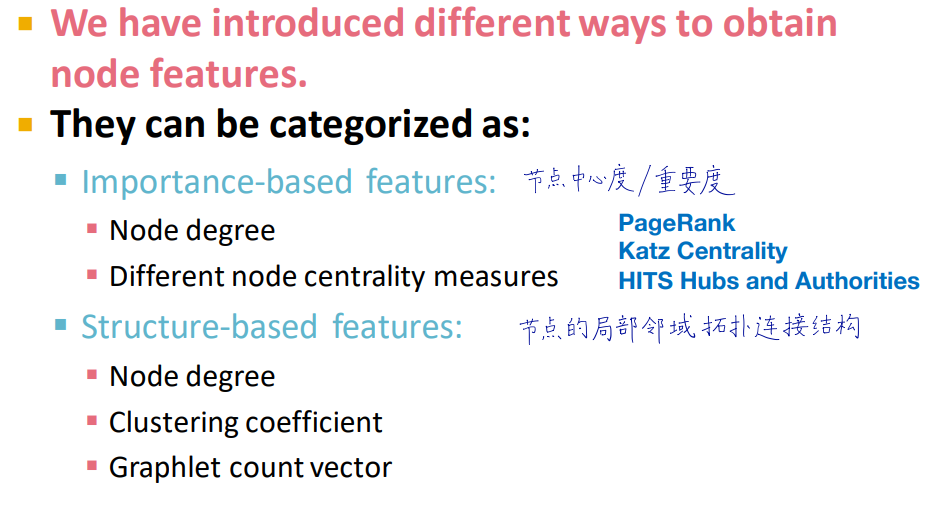 We have introduced different ways to obtain
node features.
They can be categorized as:
Importance-based features: 节点中心度/重要度
Node degree
PageRank
Katz Centrality
Different node centrality measures
HITS Hubs and Authorities
Structure-based features: 节点的局部邻域拓扑连接结构
Node degree
Clustering coefficient
Graphlet count vector